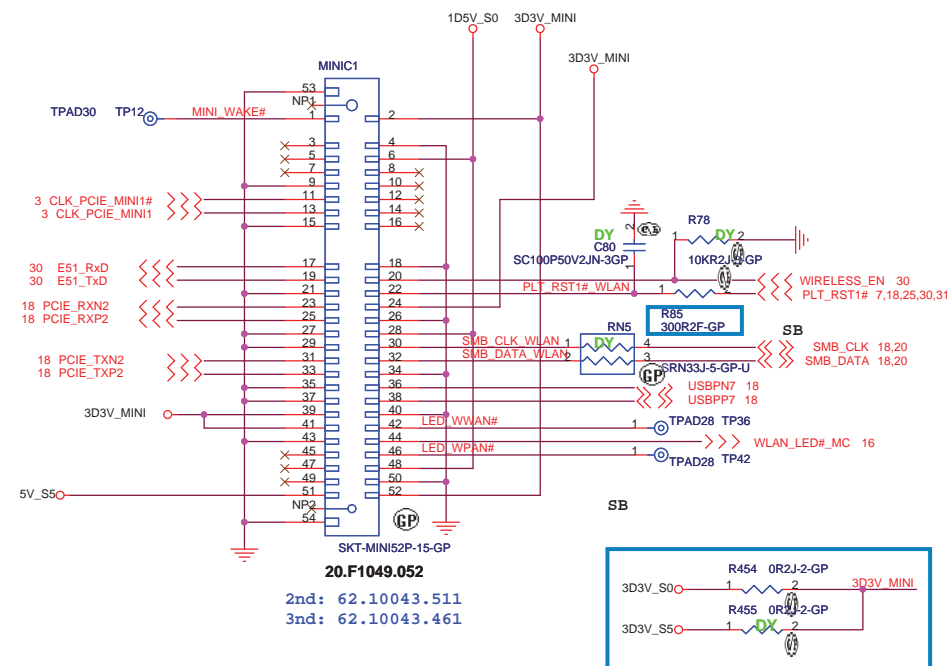 1D5V_S0 3D3V_MINI
3D3V_MINI
MINIC1
53
NP1
TPAD30 TP12 MINI_WAKE# 1 2
3 4
5 6
7 8
9 10
3 CLK_PCIE_MINI1# 11 12
3 CLK_PCIE_MINI1 13 14
15 16
DY 2
C80
SC100P50V2JN-3GP
1
R78
1 DY 2
10KR2J-3-GP
30 E51_RxD 17 18
30 E51_TxD 19 20 WIRELESS_EN 30
21 22 PLT_RST1#_WLAN 1 2 PLT_RST1# 7,18,25,30,31
18 PCIE_RXN2 23 24
R85
300R2F-GP
18 PCIE_RXP2 25 26
27 28
RN5 SB
29 30 SMB_CLK_WLAN 1 DY 4 SMB_CLK 18,20
18 PCIE_TXN2 31 32 SMB_DATA_WLAN 2 3 SMB_DATA 18,20
SRN33J-5-GP-U
GP
18 PCIE_TXP2 33 34
35 36 USBPN7 18
37 38 USBPP7 18
3D3V_MINI 39 40
41 42 LED_WWAN# 1 TPAD28 TP36
43 44 WLAN_LED#_MC 16
45 46 LED_WPAN# 1 TPAD28 TP42
47 48
49 50
5V_S5 51 52
NP2
54
GP
SB
SKT-MINI52P-15-GP
20.F1049.052
2nd: 62.10043.511
3nd: 62.10043.461
R454 0R2J-2-GP
3D3V_S0 1 2 3D3V_MINI
R455 0R2J-2-GP
3D3V_S5 1 DY 2